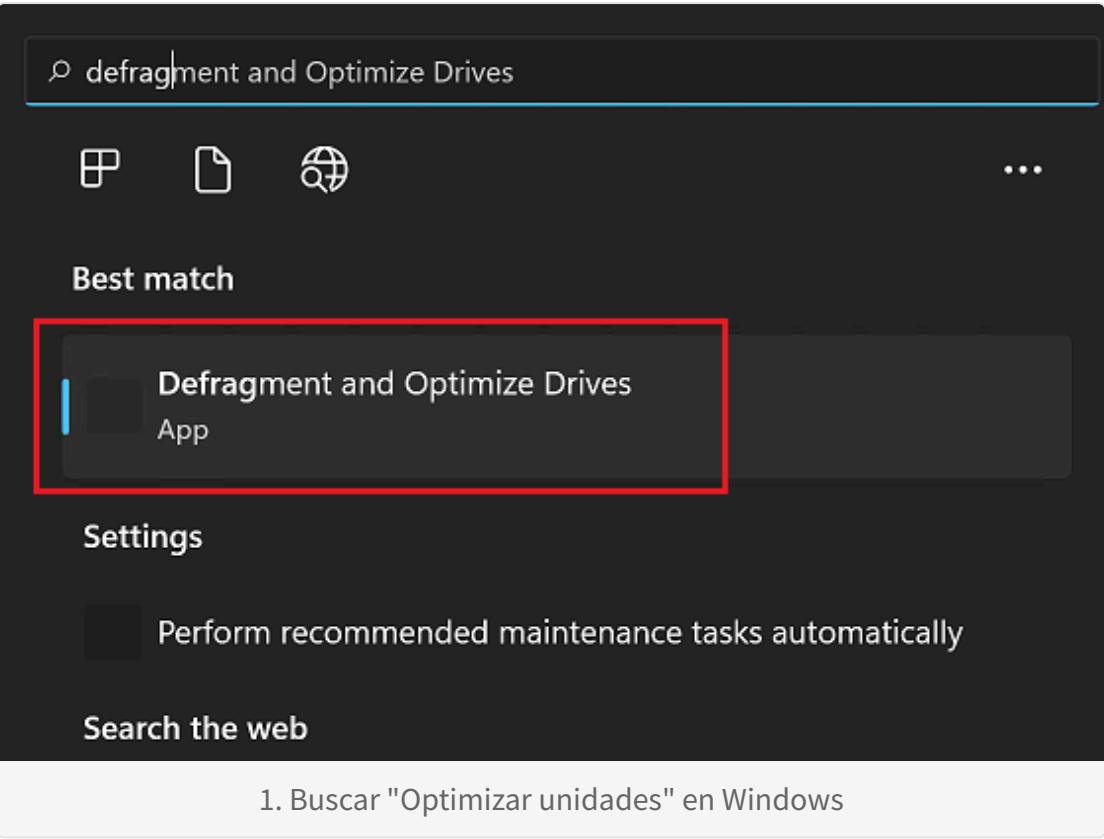 defragment and Optimize Drives
Best match
Defragment and Optimize Drives
App
Settings
Perform recommended maintenance tasks automatically
Search the web
1. Buscar "Optimizar unidades" en Windows